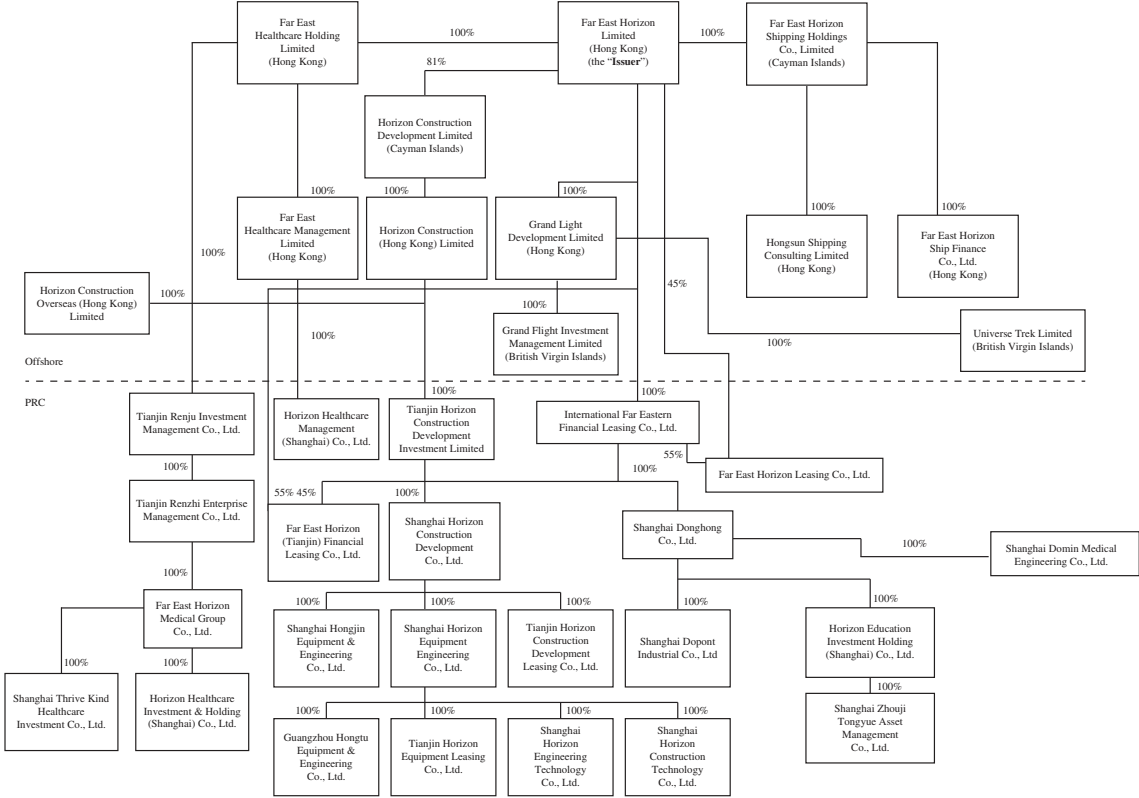 Far East
Healthcare Holding
Limited
(Hong Kong)
100%
Far East Horizon
Limited
(Hong Kong)
(the “Issuer”)
100%
Far East Horizon
Shipping Holdings
Co., Limited
(Cayman Islands)
81%
Horizon Construction
Development Limited
(Cayman Islands)
100%
100%
100%
100%
100%
Far East
Healthcare Management
Limited
(Hong Kong)
Horizon Construction
(Hong Kong) Limited
Grand Light
Development Limited
(Hong Kong)
Hongsun Shipping
Consulting Limited
(Hong Kong)
Far East Horizon
Ship Finance
Co., Ltd.
(Hong Kong)
100%
45%
Horizon Construction
Overseas (Hong Kong)
Limited
100%
100%
100%
Grand Flight Investment
Management Limited
(British Virgin Islands)
100%
Universe Trek Limited
(British Virgin Islands)
Offshore
PRC
100%
100%
Tianjin Renju Investment
Management Co., Ltd.
Horizon Healthcare
Management
(Shanghai) Co., Ltd.
Tianjin Horizon
Construction
Development
Investment Limited
International Far Eastern
Financial Leasing Co., Ltd.
55%
Far East Horizon Leasing Co., Ltd.
100%
100%
Tianjin Renzhi Enterprise
Management Co., Ltd.
55% 45%
100%
Far East Horizon
(Tianjin) Financial
Leasing Co., Ltd.
Shanghai Horizon
Construction
Development
Co., Ltd.
Shanghai Donghong
Co., Ltd.
100%
Shanghai Domin Medical
Engineering Co., Ltd.
100%
Far East Horizon
Medical Group
Co., Ltd.
100%
100%
100%
100%
100%
Shanghai Hongjin
Equipment &
Engineering
Co., Ltd.
Shanghai Horizon
Equipment
Engineering
Co., Ltd.
Tianjin Horizon
Construction
Development
Leasing Co., Ltd.
Shanghai Dopont
Industrial Co., Ltd
Horizon Education
Investment Holding
(Shanghai) Co., Ltd.
100%
100%
100%
Shanghai Thrive Kind
Healthcare
Investment Co., Ltd.
Horizon Healthcare
Investment & Holding
(Shanghai) Co., Ltd.
Shanghai Zhouji
Tongyue Asset
Management
Co., Ltd.
100%
100%
100%
100%
Guangzhou Hongtu
Equipment &
Engineering
Co., Ltd.
Tianjin Horizon
Equipment Leasing
Co., Ltd.
Shanghai
Horizon
Engineering
Technology
Co., Ltd.
Shanghai
Horizon
Construction
Technology
Co., Ltd.